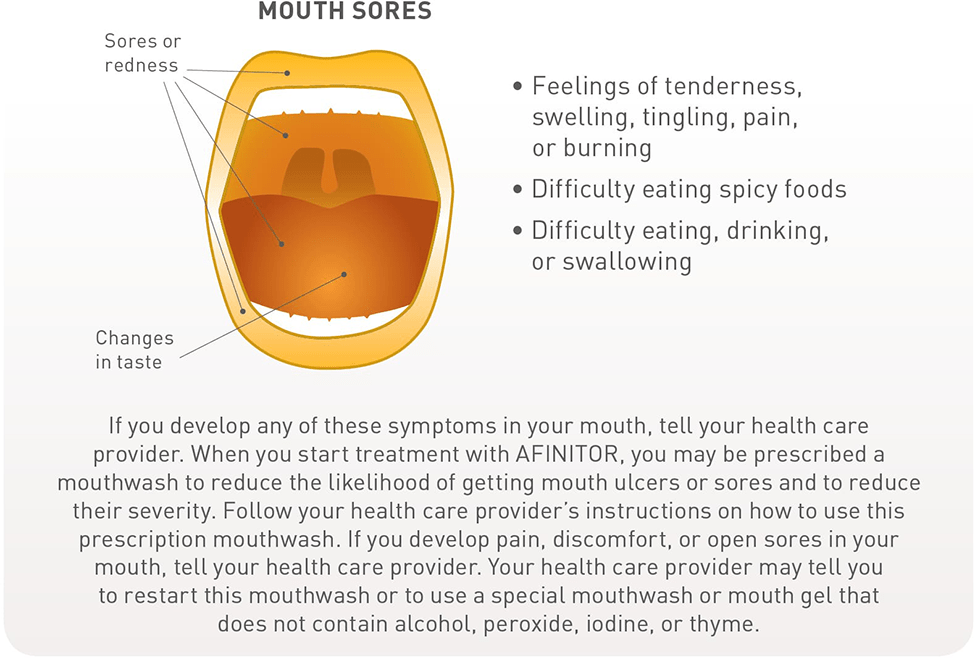 MOUTH SORES
Sores or
redness
• Feelings of tenderness,
swelling, tingling, pain,
or burning
• Difficulty eating spicy foods
• Difficulty eating, drinking,
or swallowing
Changes
in taste
If you develop any of these symptoms in your mouth, tell your health care
provider. When you start treatment with AFINITOR, you may be prescribed a
mouthwash to reduce the likelihood of getting mouth ulcers or sores and to reduce
their severity. Follow your health care provider’s instructions on how to use this
prescription mouthwash. If you develop pain, discomfort, or open sores in your
mouth, tell your health care provider. Your health care provider may tell you
to restart this mouthwash or to use a special mouthwash or mouth gel that
does not contain alcohol, peroxide, iodine, or thyme.